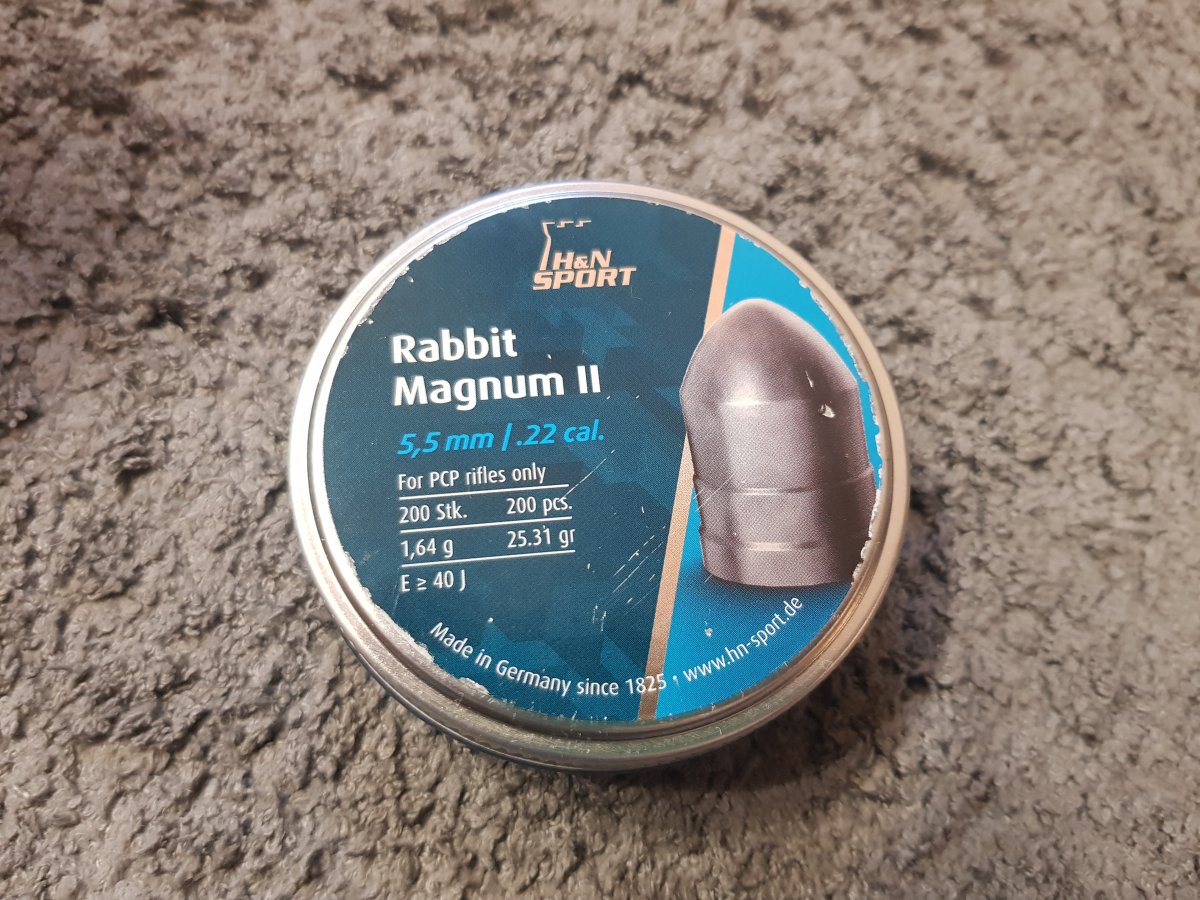 H&N
SPORT
Rabbit
Magnum II
5,5 mm | .22 cal.
For PCP rifles only
200 Stk. 200 pcs.
1,64 g 25.31 gr
E ≥ 40 J
Made in Germany since 1825 • www.hn-sport.de